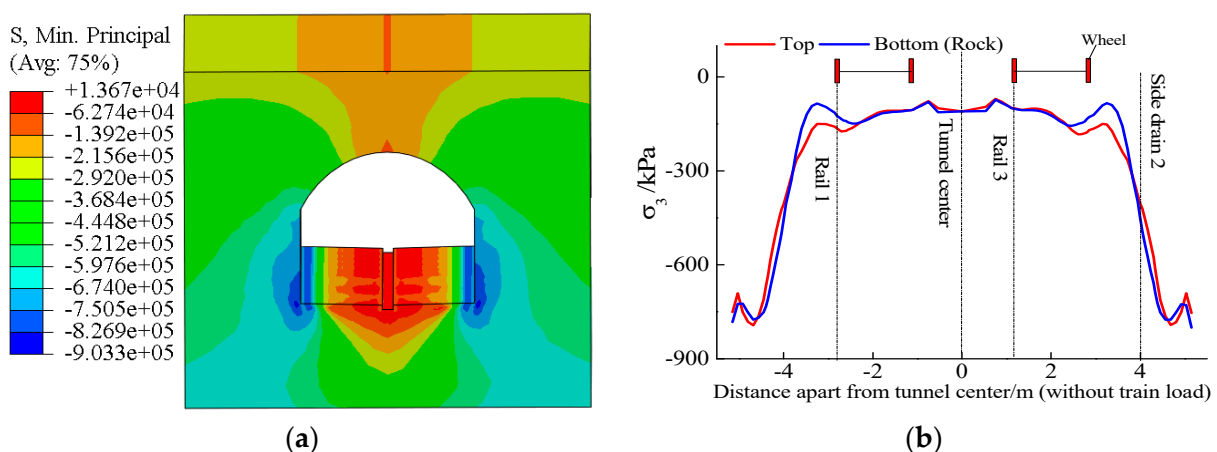 S, Min. Principal
(Avg: 75%)
+1.367e+04
-6.274e+04
-1.392e+05
-2.156e+05
-2.920e+05
-3.684e+05
-4.448e+05
-5.212e+05
-5.976e+05
-6.740e+05
-7.505e+05
-8.269e+05
-9.033e+05
(a)
Top
Bottom (Rock)
Wheel
0
-300
-600
-900
σ3 /kPa
Rail 1
Tunnel center
Rail 3
Side drain 2
-4
-2
0
2
4
Distance apart from tunnel center/m (without train load)
(b)